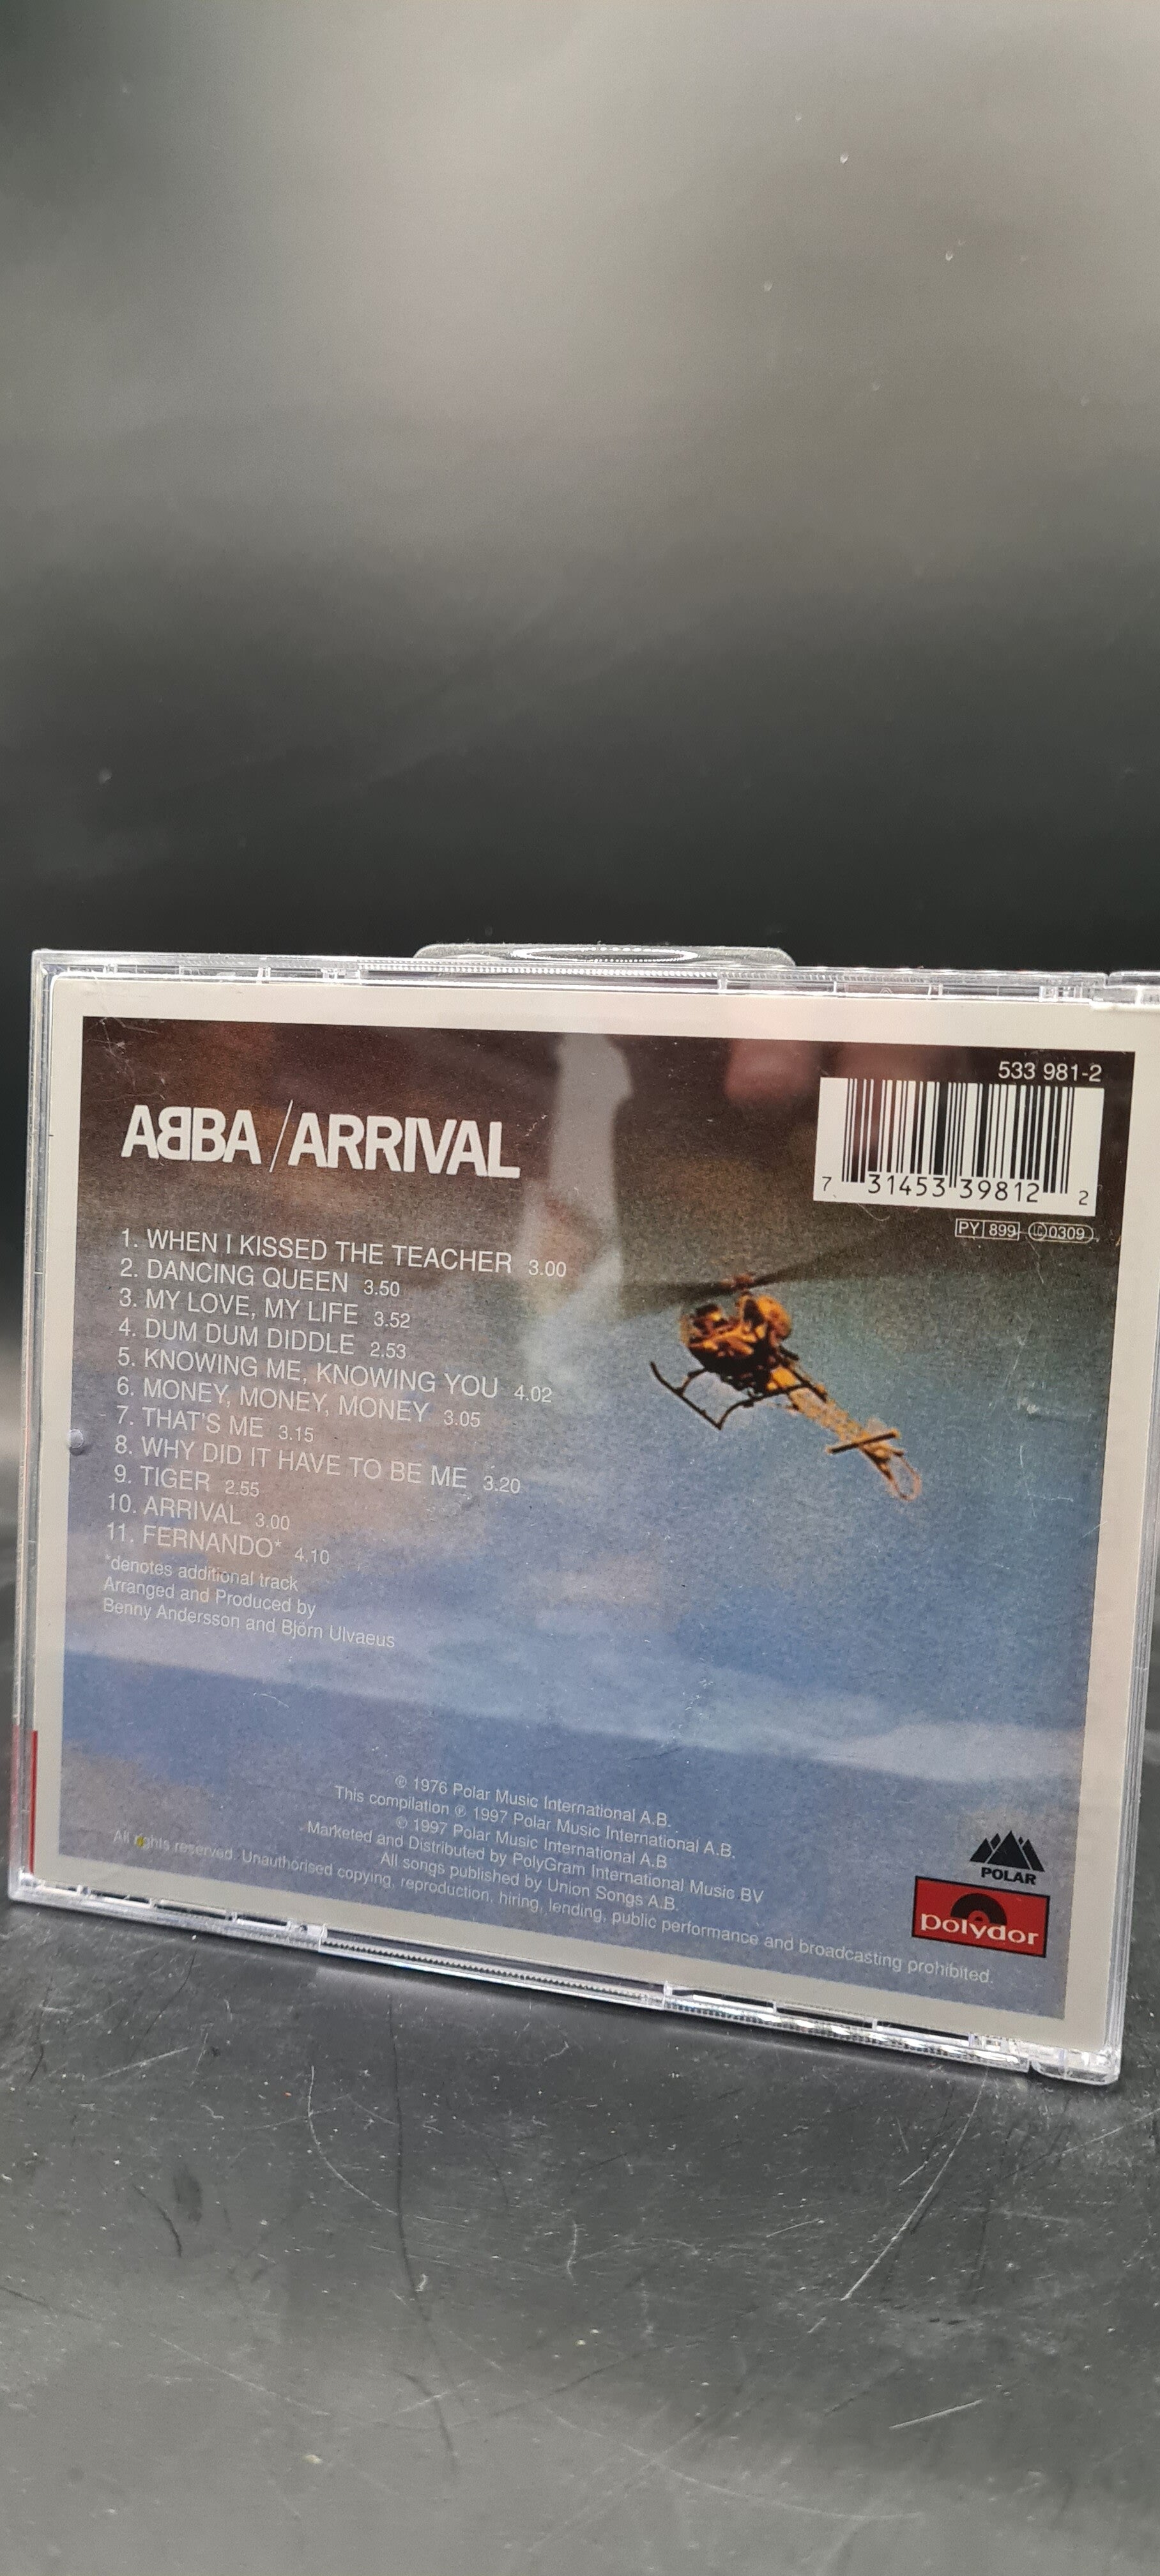 533 981-2
ABBA/ARRIVAL
7 31453 39812 2
PY 899 LC 0309
1. WHEN I KISSED THE TEACHER 3.00
2. DANCING QUEEN 3.50
3. MY LOVE, MY LIFE 3.52
4. DUM DUM DIDDLE 2.53
5. KNOWING ME, KNOWING YOU 4.02
6. MONEY, MONEY, MONEY 3.05
7. THAT'S ME 3.15
8. WHY DID IT HAVE TO BE ME 3.20
9. TIGER 2.55
10. ARRIVAL 3.00
11. FERNANDO* 4.10
*denotes additional track
Arranged and Produced by
Benny Andersson and Björn Ulvaeus
℗ 1976 Polar Music International A.B.
This compilation ℗ 1997 Polar Music International A.B.
© 1997 Polar Music International A.B
Marketed and Distributed by PolyGram International Music BV
All songs published by Union Songs A.B.
All rights reserved. Unauthorised copying, reproduction, hiring, lending, public performance and broadcasting prohibited.
POLAR
polydor